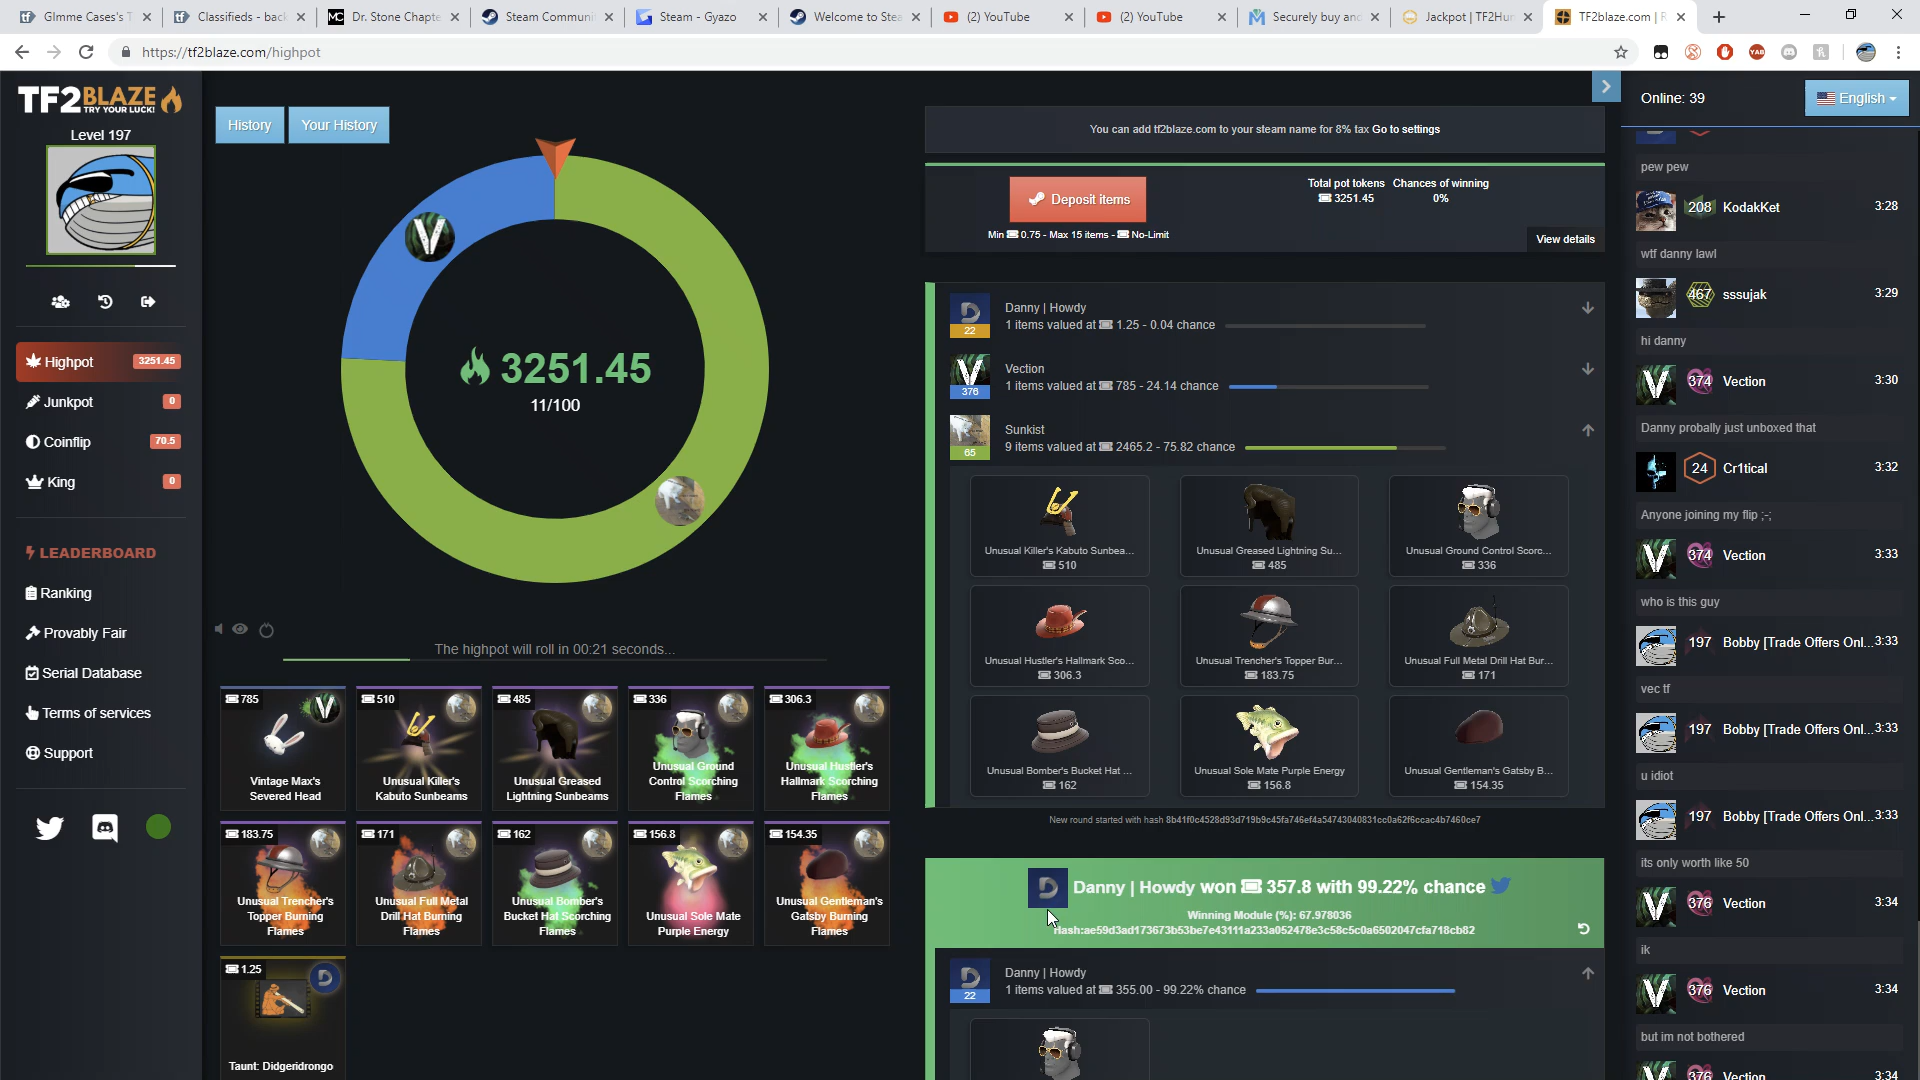 GImme Cases's T
Classifieds - back
Dr. Stone Chapte
Steam Communi
Steam - Gyazo
Welcome to Stea
(2) YouTube
(2) YouTube
Securely buy and
Jackpot | TF2Hun
TF2blaze.com | R
https://tf2blaze.com/highpot
TF2BLAZE
TRY YOUR LUCK!
Level 197
Highpot 3251.45
Junkpot 0
Coinflip 70.5
King 0
LEADERBOARD
Ranking
Provably Fair
Serial Database
Terms of services
Support
History
Your History
3251.45
11/100
The highpot will roll in 00:21 seconds...
785
Vintage Max's
Severed Head
510
Unusual Killer's
Kabuto Sunbeams
485
Unusual Greased
Lightning Sunbeams
336
Unusual Ground
Control Scorching
Flames
306.3
Unusual Hustler's
Hallmark Scorching
Flames
183.75
Unusual Trencher's
Topper Burning
Flames
171
Unusual Full Metal
Drill Hat Burning
Flames
162
Unusual Bomber's
Bucket Hat Scorching
Flames
156.8
Unusual Sole Mate
Purple Energy
154.35
Unusual Gentleman's
Gatsby Burning
Flames
1.25
Taunt: Didgeridrongo
You can add tf2blaze.com to your steam name for 8% tax Go to settings
Deposit items
Min 0.75 - Max 15 items - No-Limit
Total pot tokens
3251.45
Chances of winning
0%
View details
22
Danny | Howdy
1 items valued at 1.25 - 0.04 chance
376
Vection
1 items valued at 785 - 24.14 chance
65
Sunkist
9 items valued at 2465.2 - 75.82 chance
Unusual Killer's Kabuto Sunbea...
510
Unusual Greased Lightning Su...
485
Unusual Ground Control Scorc...
336
Unusual Hustler's Hallmark Sco...
306.3
Unusual Trencher's Topper Bur...
183.75
Unusual Full Metal Drill Hat Bur...
171
Unusual Bomber's Bucket Hat ...
162
Unusual Sole Mate Purple Energy
156.8
Unusual Gentleman's Gatsby B...
154.35
New round started with hash 8b41f0c4528d93d719b9c45fa746ef4a54743040831cc0a62f6ccac4b7460ce7
Danny | Howdy won 357.8 with 99.22% chance
Winning Module (%): 67.978036
Hash:ae59d3ad173673b53be7e43111a233a052478e3c58c5c0a6502047cfa718cb82
22
Danny | Howdy
1 items valued at 355.00 - 99.22% chance
Online: 39
English
pew pew
208 KodakKet 3:28
wtf danny lawl
467 sssujak 3:29
hi danny
374 Vection 3:30
Danny probally just unboxed that
24 Cr1tical 3:32
Anyone joining my flip ;-;
374 Vection 3:33
who is this guy
197 Bobby [Trade Offers Onl... 3:33
vec tf
197 Bobby [Trade Offers Onl... 3:33
u idiot
197 Bobby [Trade Offers Onl... 3:33
its only worth like 50
376 Vection 3:34
ik
376 Vection 3:34
but im not bothered
376 Vection 3:34